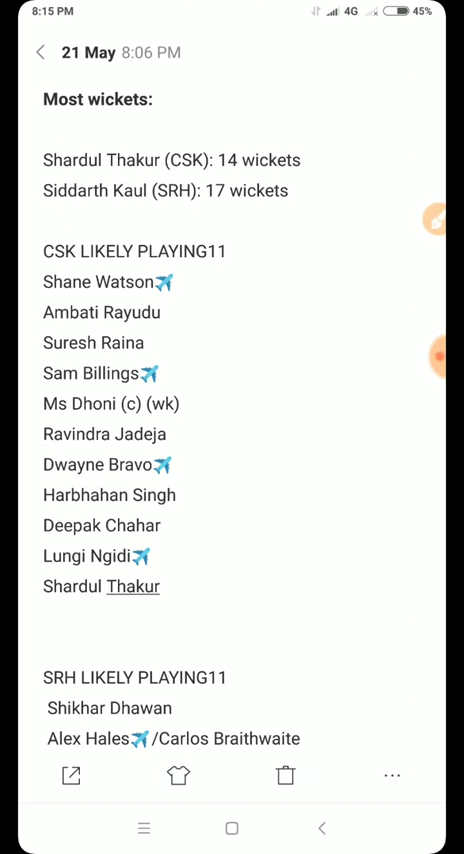 8:15 PM 4G 45%
21 May 8:06 PM
Most wickets:
Shardul Thakur (CSK): 14 wickets
Siddarth Kaul (SRH): 17 wickets
CSK LIKELY PLAYING11
Shane Watson✈️
Ambati Rayudu
Suresh Raina
Sam Billings✈️
Ms Dhoni (c) (wk)
Ravindra Jadeja
Dwayne Bravo✈️
Harbhahan Singh
Deepak Chahar
Lungi Ngidi✈️
Shardul Thakur
SRH LIKELY PLAYING11
Shikhar Dhawan
Alex Hales✈️/Carlos Braithwaite